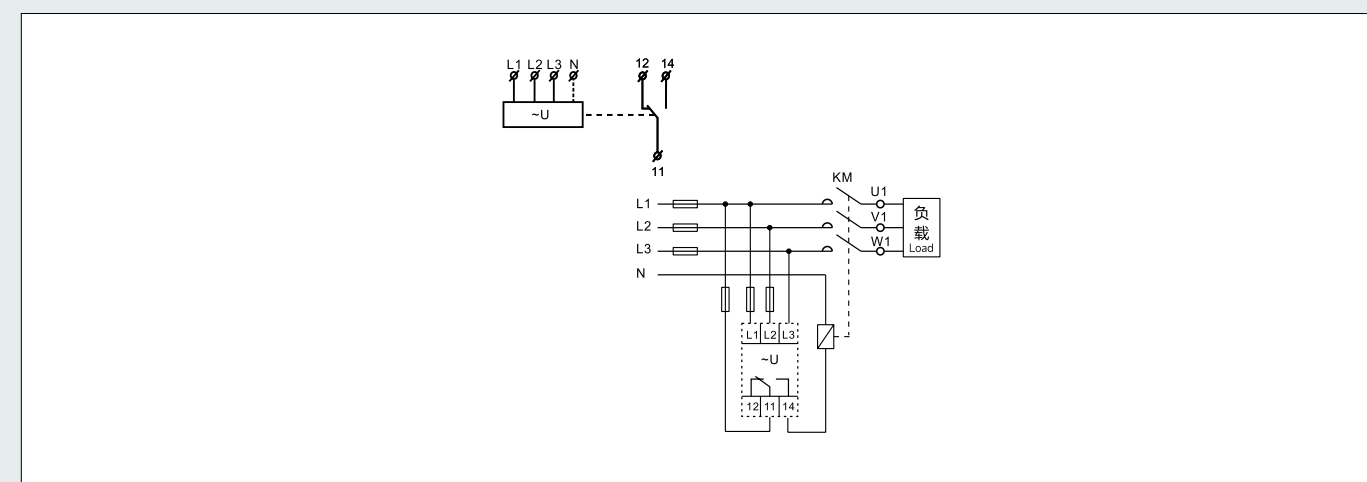 L1 L2 L3 N
12 14
~U
11
KM
L1
U1
L2
V1
L3
W1
N
负
载
Load
L1 L2 L3
~U
12 11 14